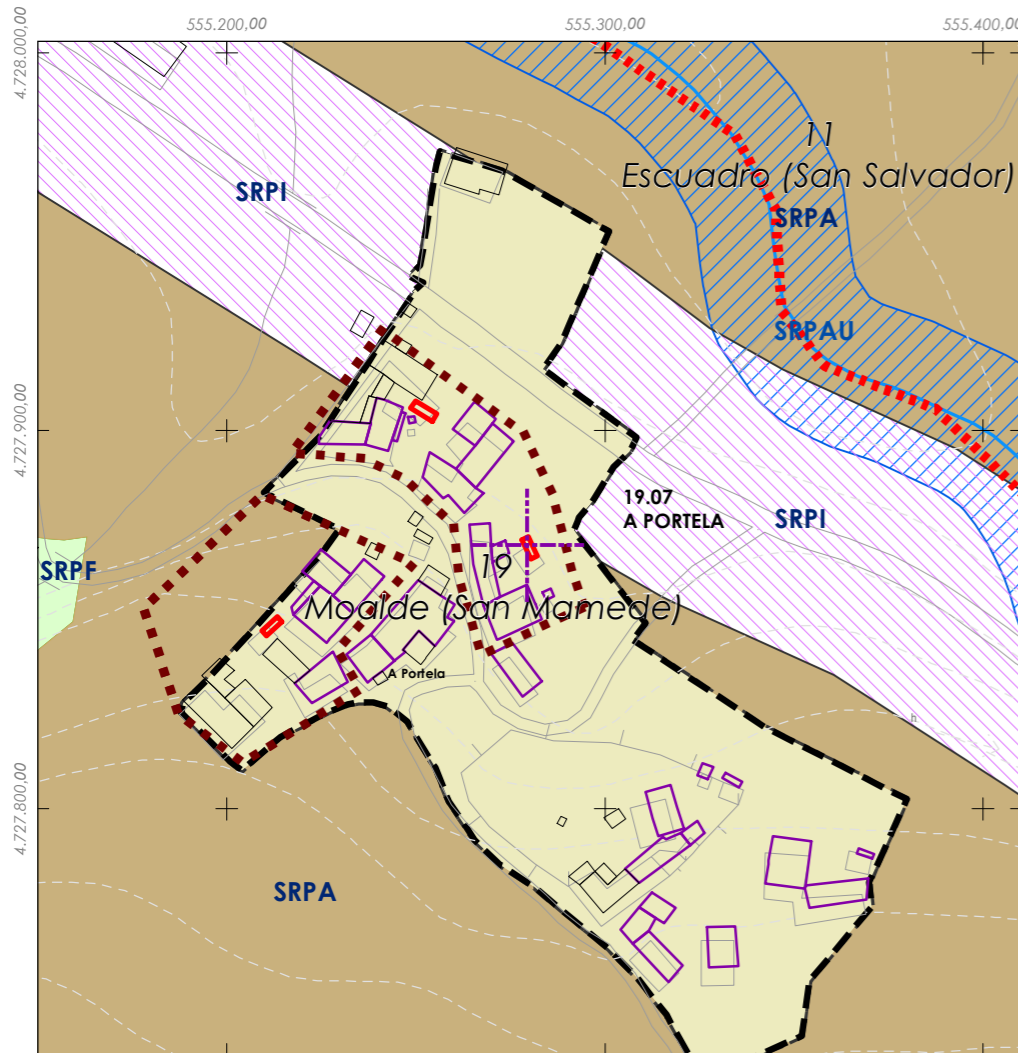 555.200,00
555.300,00
555.400,00
4.728.000,00
11
Escuadro (San Salvador)
SRPI
SRPA
SRPAU
4.727.900,00
19.07
A PORTELA
SRPI
SRPF
19
Moalde (San Mamede)
A Portela
h
4.727.800,00
SRPA